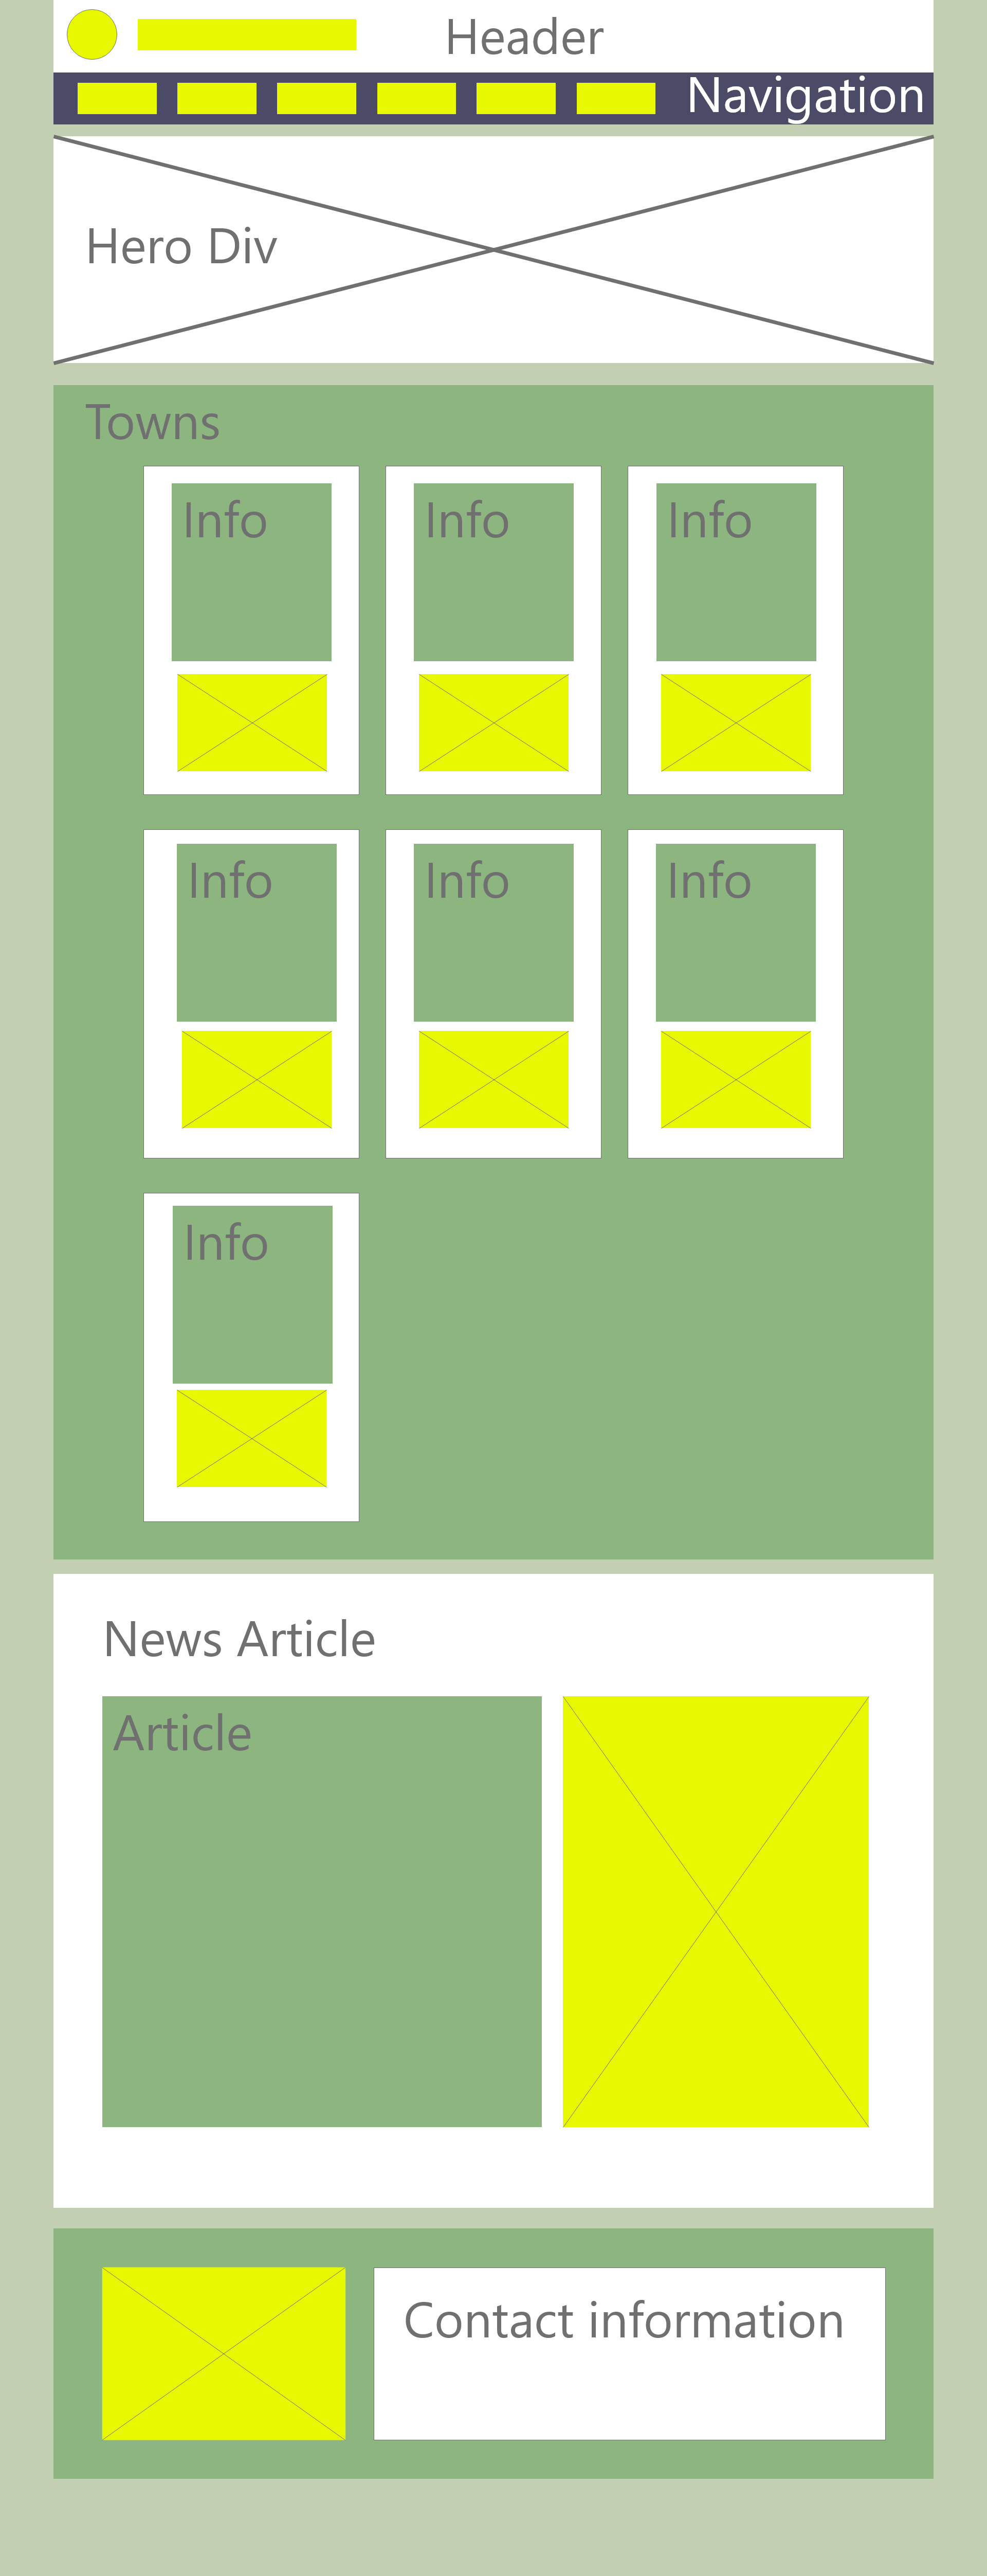 Header
Navigation
Hero Div
Towns
Info
Info
Info
Info
Info
Info
Info
News Article
Article
Contact information